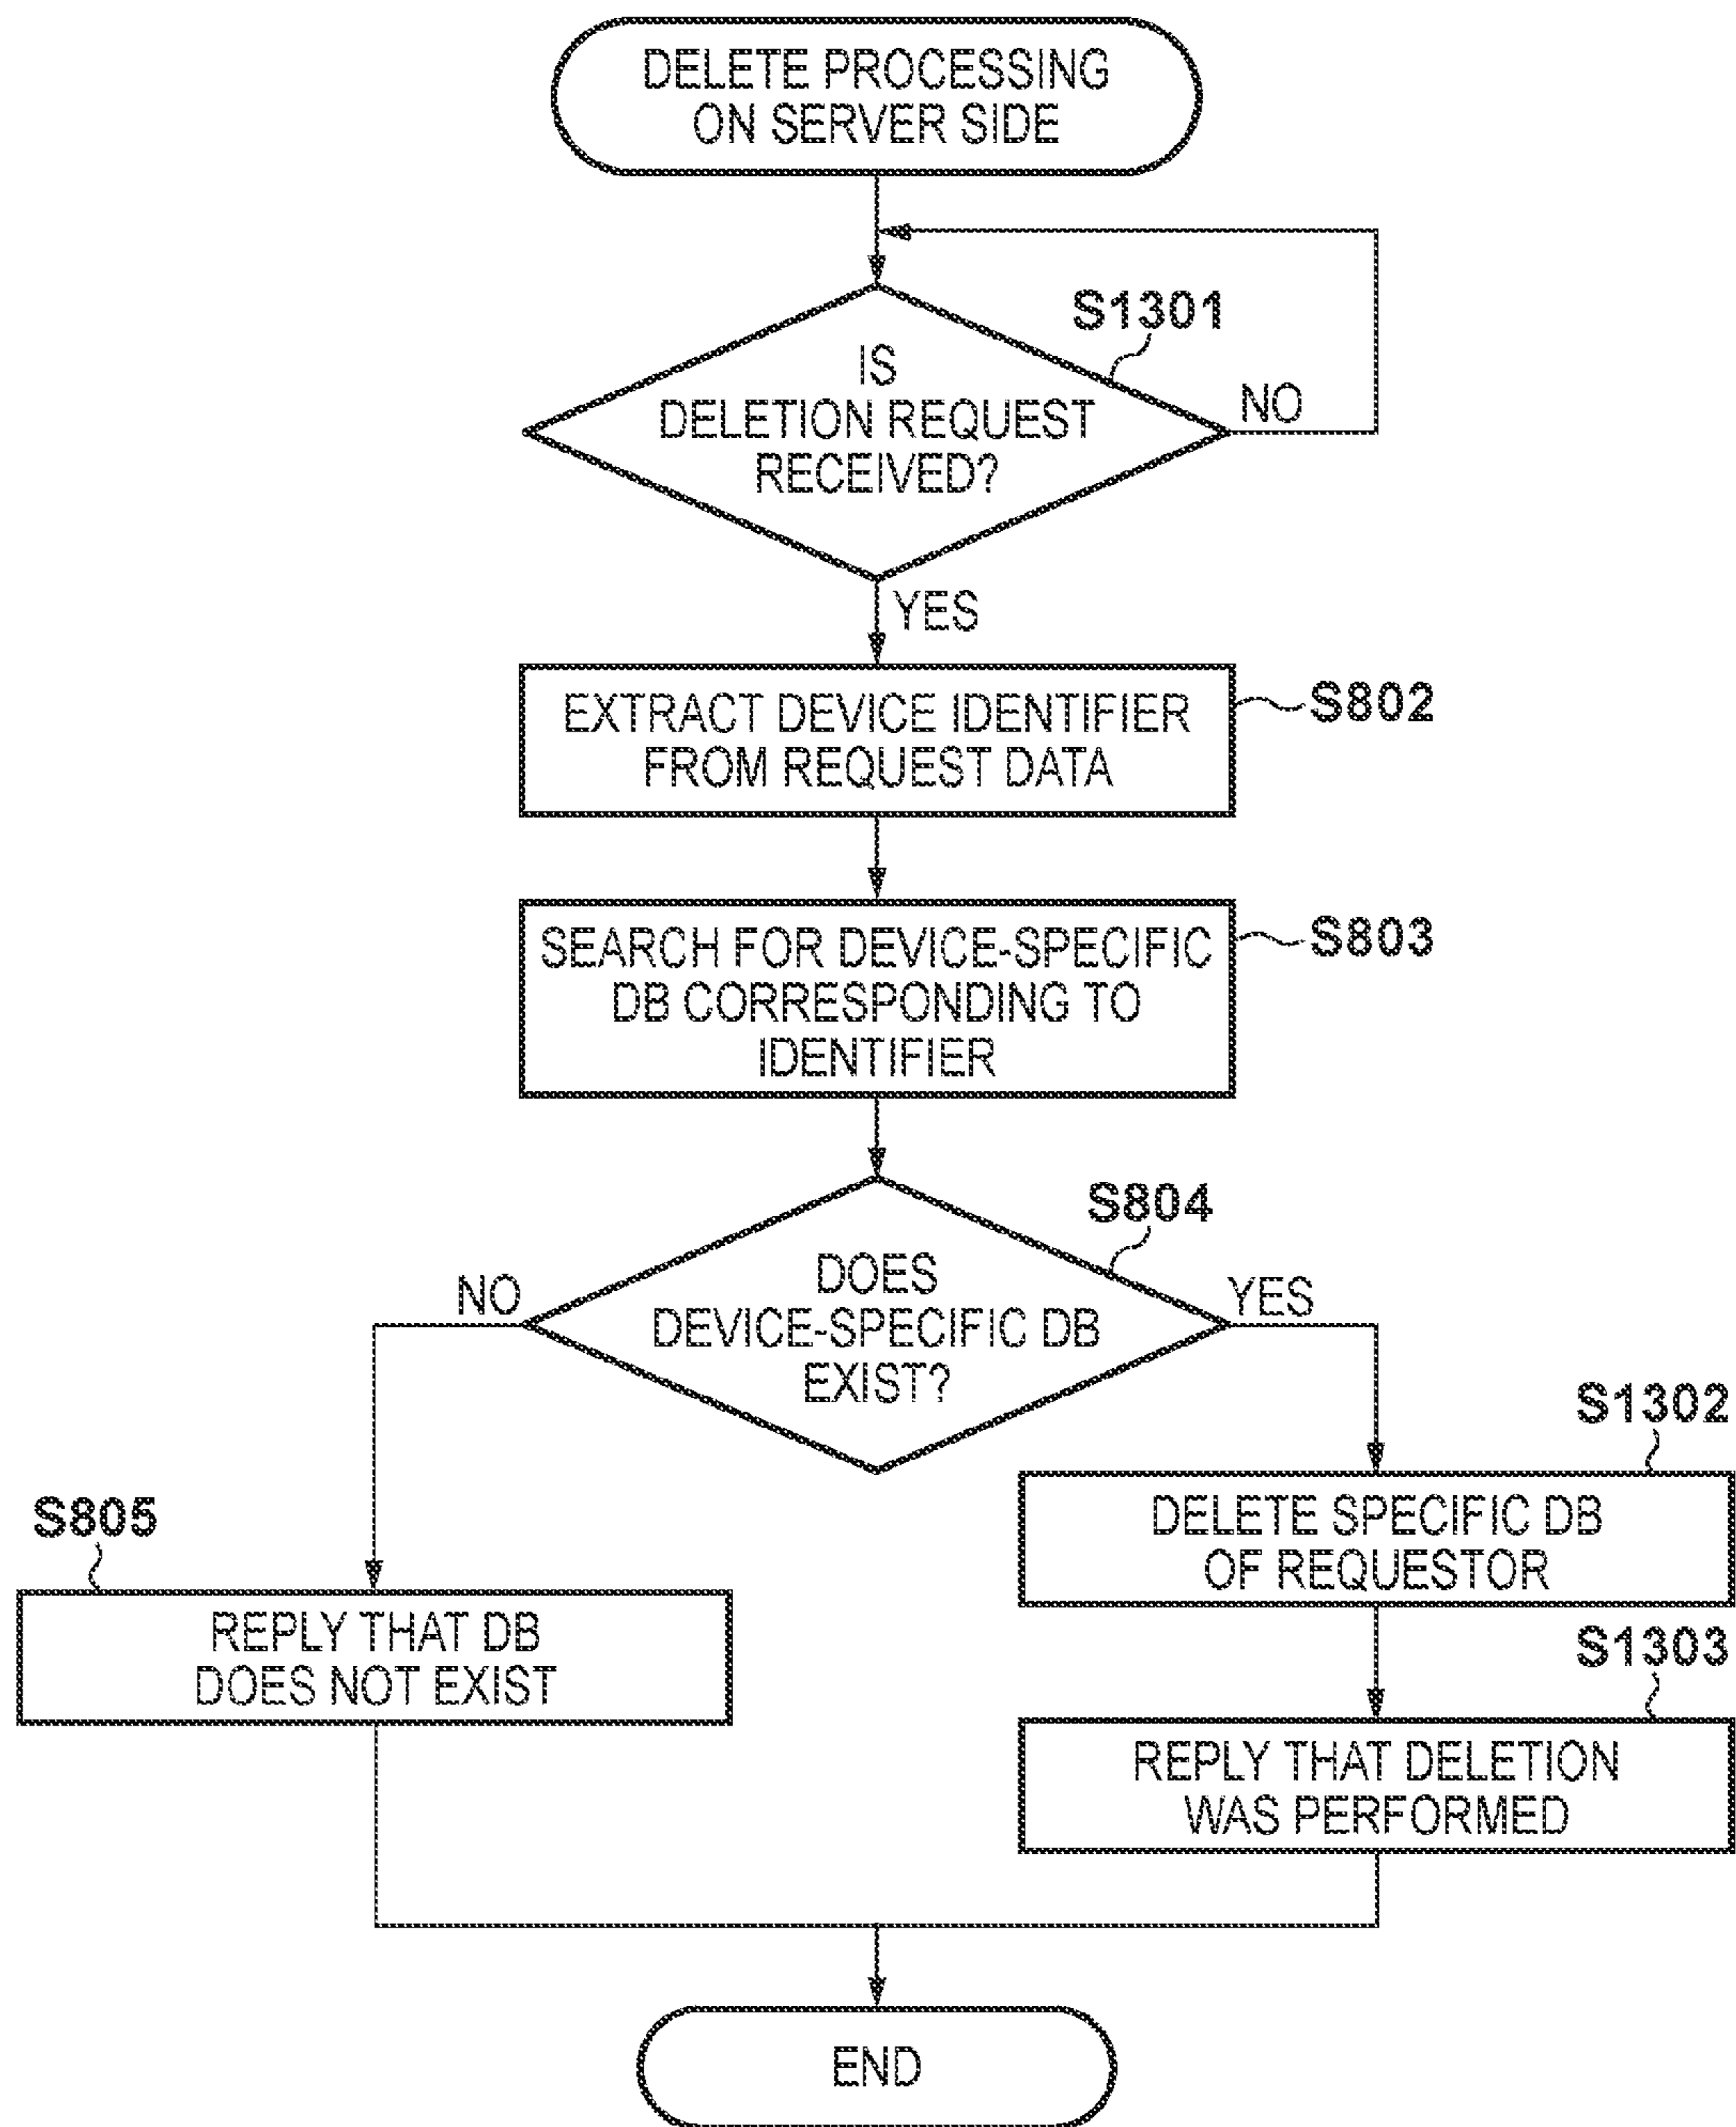 DELETE PROCESSING
ON SERVER SIDE
S1301
IS
DELETION REQUEST
RECEIVED?
NO
YES
EXTRACT DEVICE IDENTIFIER
FROM REQUEST DATA
S802
SEARCH FOR DEVICE-SPECIFIC
DB CORRESPONDING TO
IDENTIFIER
S803
S804
DOES
DEVICE-SPECIFIC DB
EXIST?
NO
YES
S805
REPLY THAT DB
DOES NOT EXIST
S1302
DELETE SPECIFIC DB
OF REQUESTOR
S1303
REPLY THAT DELETION
WAS PERFORMED
END